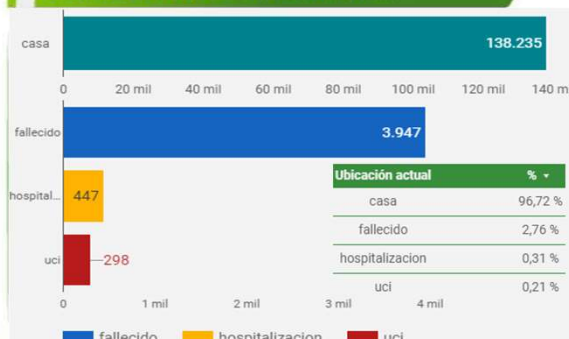 casa
138.235
0 20 mil 40 mil 60 mil 80 mil 100 mil 120 mil 140 m
fallecido
3.947
hospital...
447
uci
298
Ubicación actual %
casa 96,72 %
fallecido 2,76 %
hospitalizacion 0,31 %
uci 0,21 %
0 1 mil 2 mil 3 mil 4 mil
fallecido hospitalizacion uci